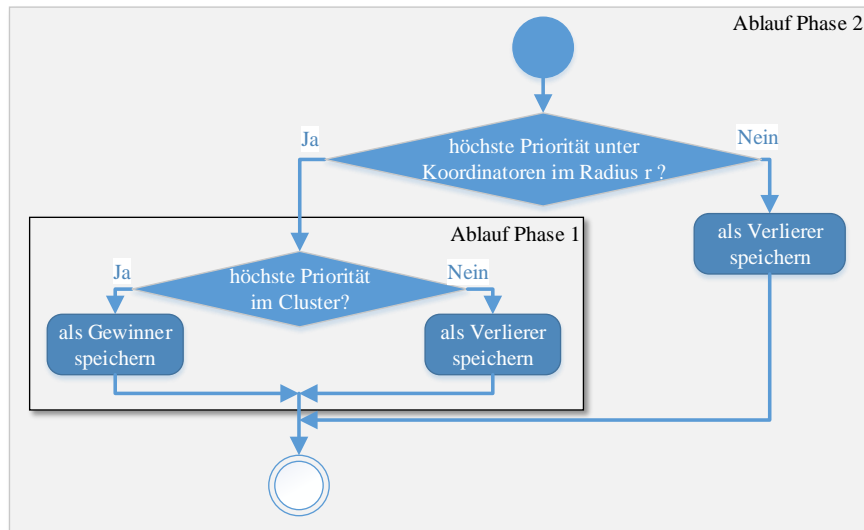 Ablauf Phase 2
höchste Priorität unter
Koordinatoren im Radius r ?
Ja
Nein
als Verlierer
speichern
Ablauf Phase 1
höchste Priorität
im Cluster?
Ja
Nein
als Gewinner
speichern
als Verlierer
speichern